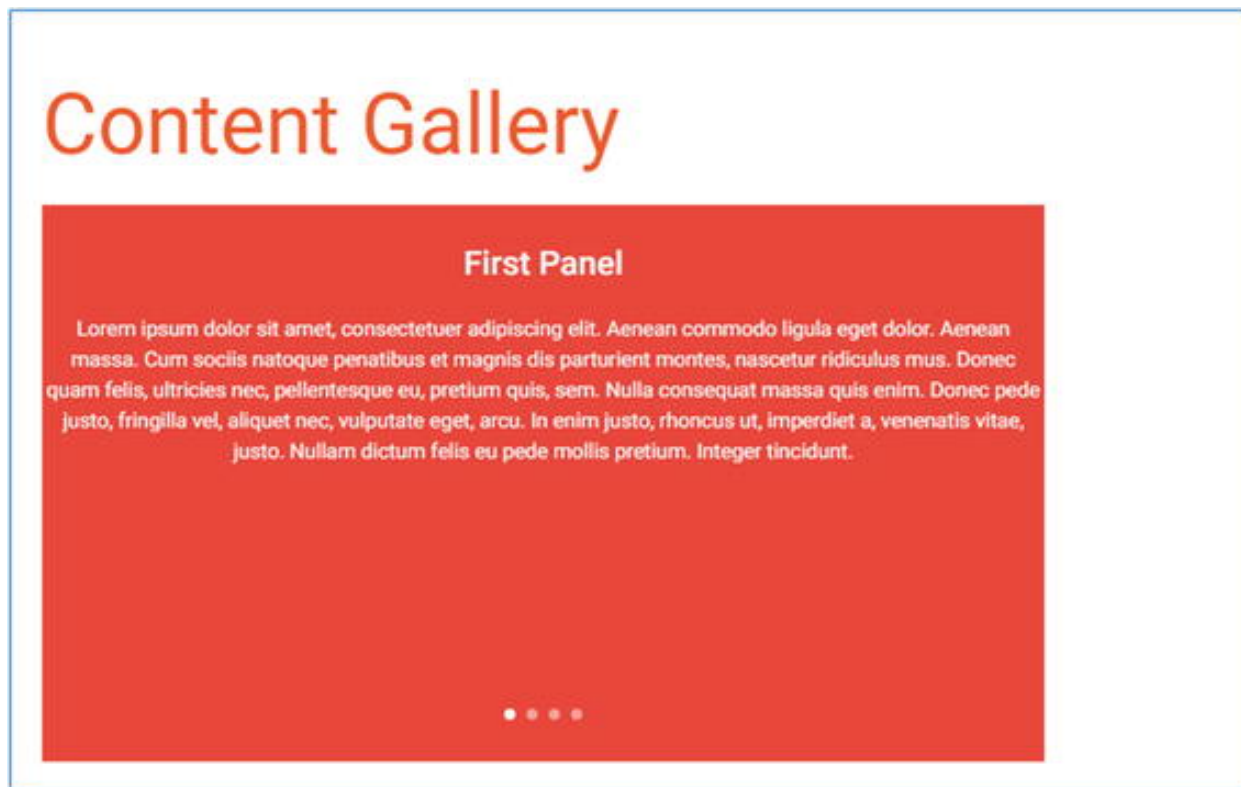 Content Gallery
First Panel
Lorem ipsum dolor sit amet, consectetuer adipiscing elit. Aenean commodo ligula eget dolor. Aenean
massa. Cum sociis natoque penatibus et magnis dis parturient montes, nascetur ridiculus mus. Donec
quam felis, ultricies nec, pellentesque eu, pretium quis, sem. Nulla consequat massa quis enim. Donec pede
justo, fringilla vel, aliquet nec, vulputate eget, arcu. In enim justo, rhoncus ut, imperdiet a, venenatis vitae,
justo. Nullam dictum felis eu pede mollis pretium. Integer tincidunt.